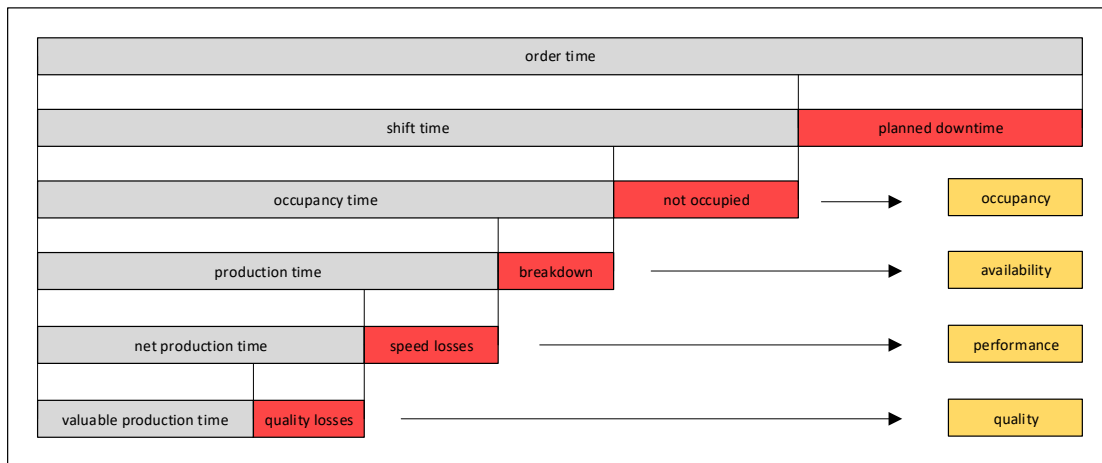 order time
shift time
planned downtime
occupancy time
not occupied
occupancy
production time
breakdown
availability
net production time
speed losses
performance
valuable production time
quality losses
quality